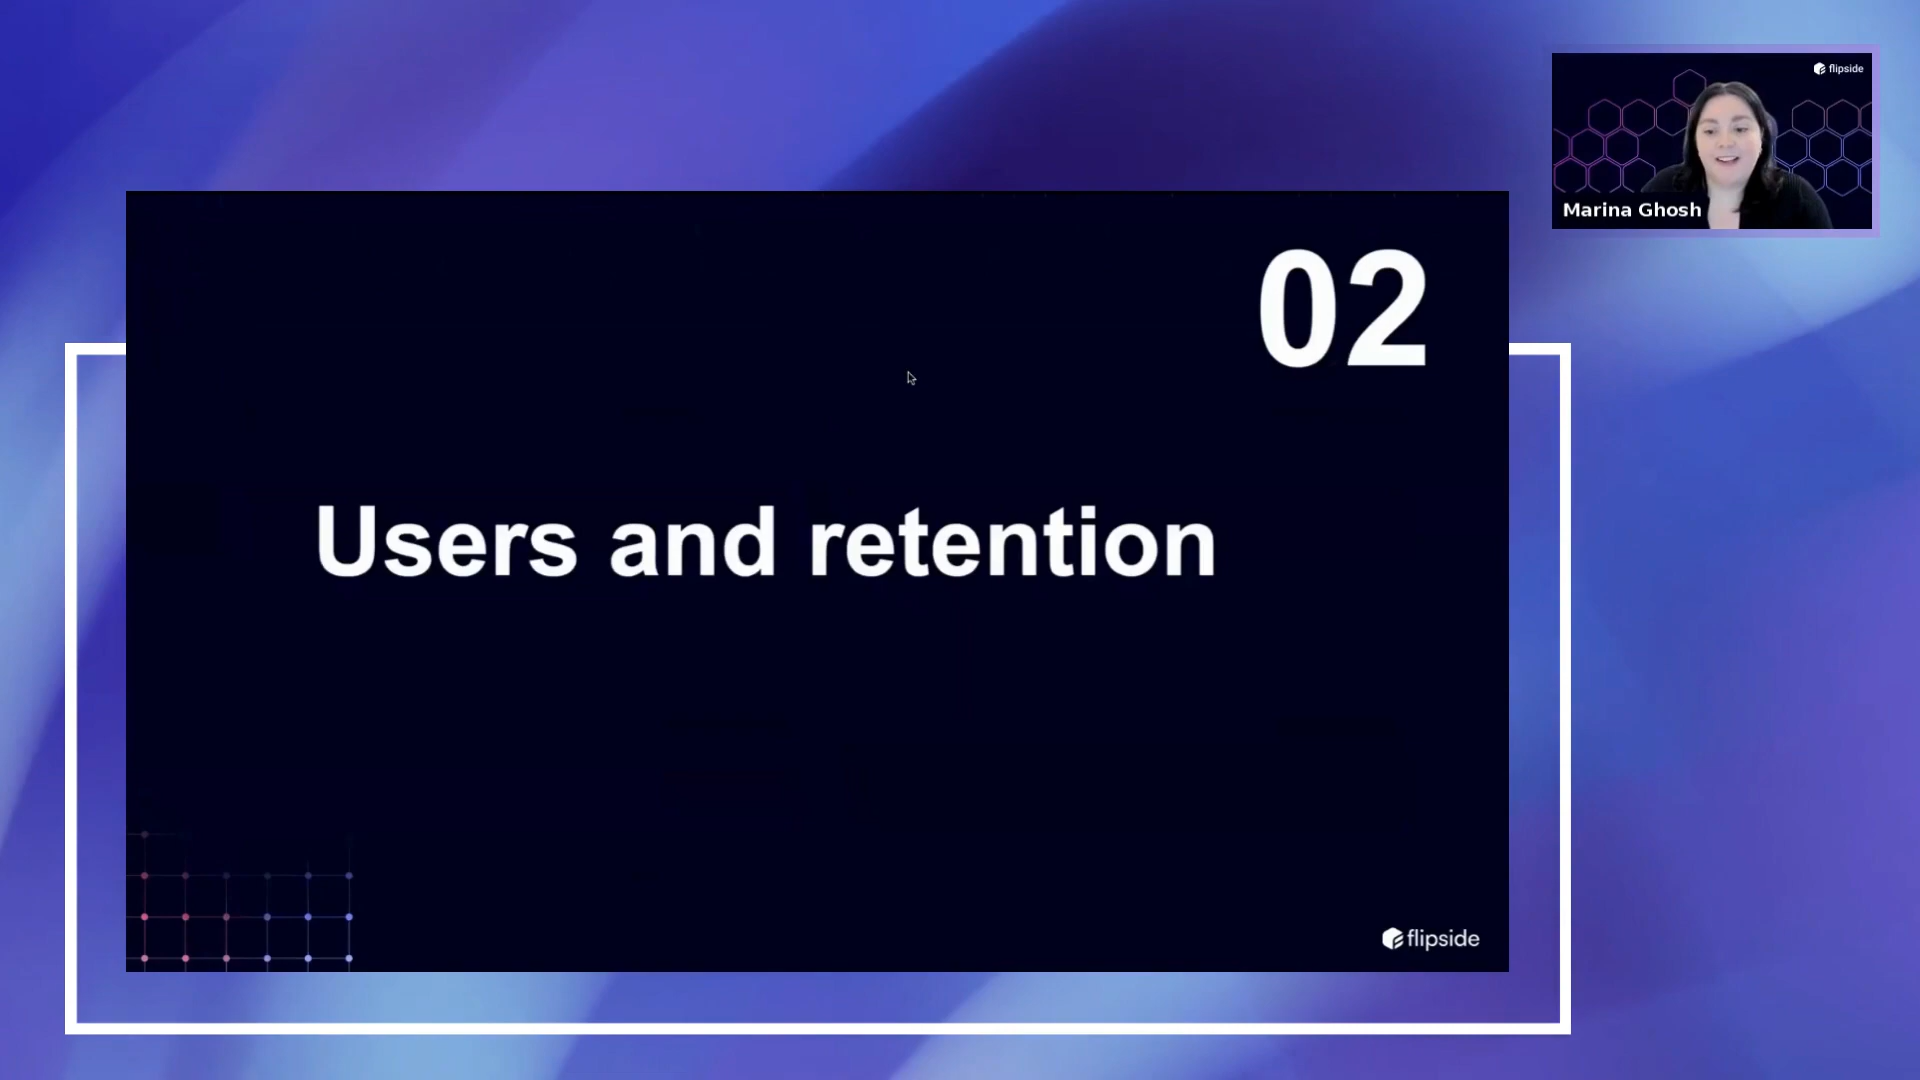 flipside
Marina Ghosh
02
Users and retention
flipside